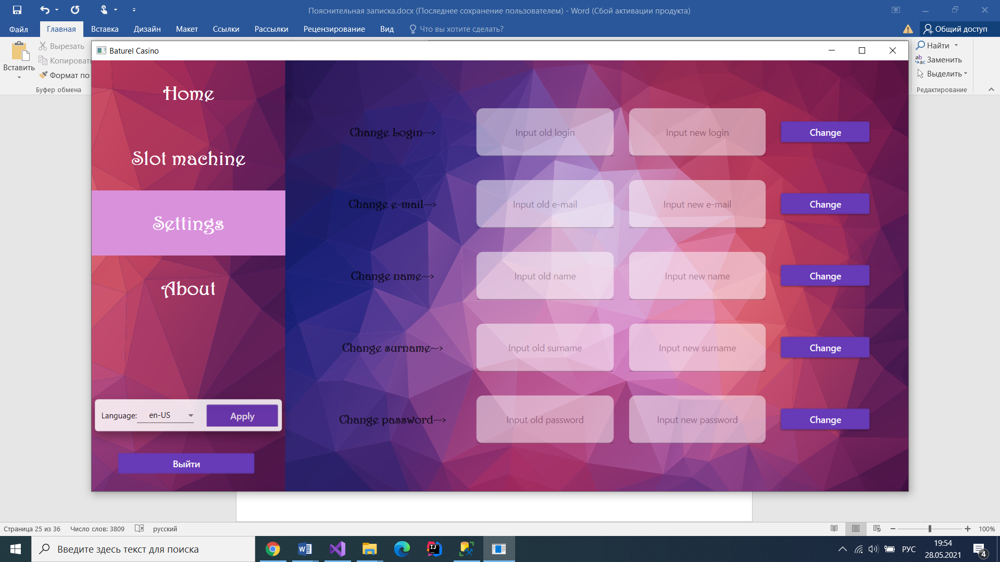 Пояснительная записка.docx (Последнее сохранение пользователем) - Word (Сбой активации продукта)
Файл Главная Вставка Дизайн Макет Ссылки Рассылки Рецензирование Вид Что вы хотите сделать? Общий доступ
Вставить
Вырезать
Копировать
Формат по
Буфер обмена
Найти
Заменить
Выделить
Редактирование
Baturel Casino
Home
Slot machine
Settings
About
Language: en-US Apply
Выйти
Change Login--> Input old login Input new login Change
Change e-mail--> Input old e-mail Input new e-mail Change
Change name--> Input old name Input new name Change
Change surname--> Input old surname Input new surname Change
Change password--> Input old password Input new password Change
Страница 25 из 36 Число слов: 3809 русский 100%
Введите здесь текст для поиска
РУС
19:54
28.05.2021
4